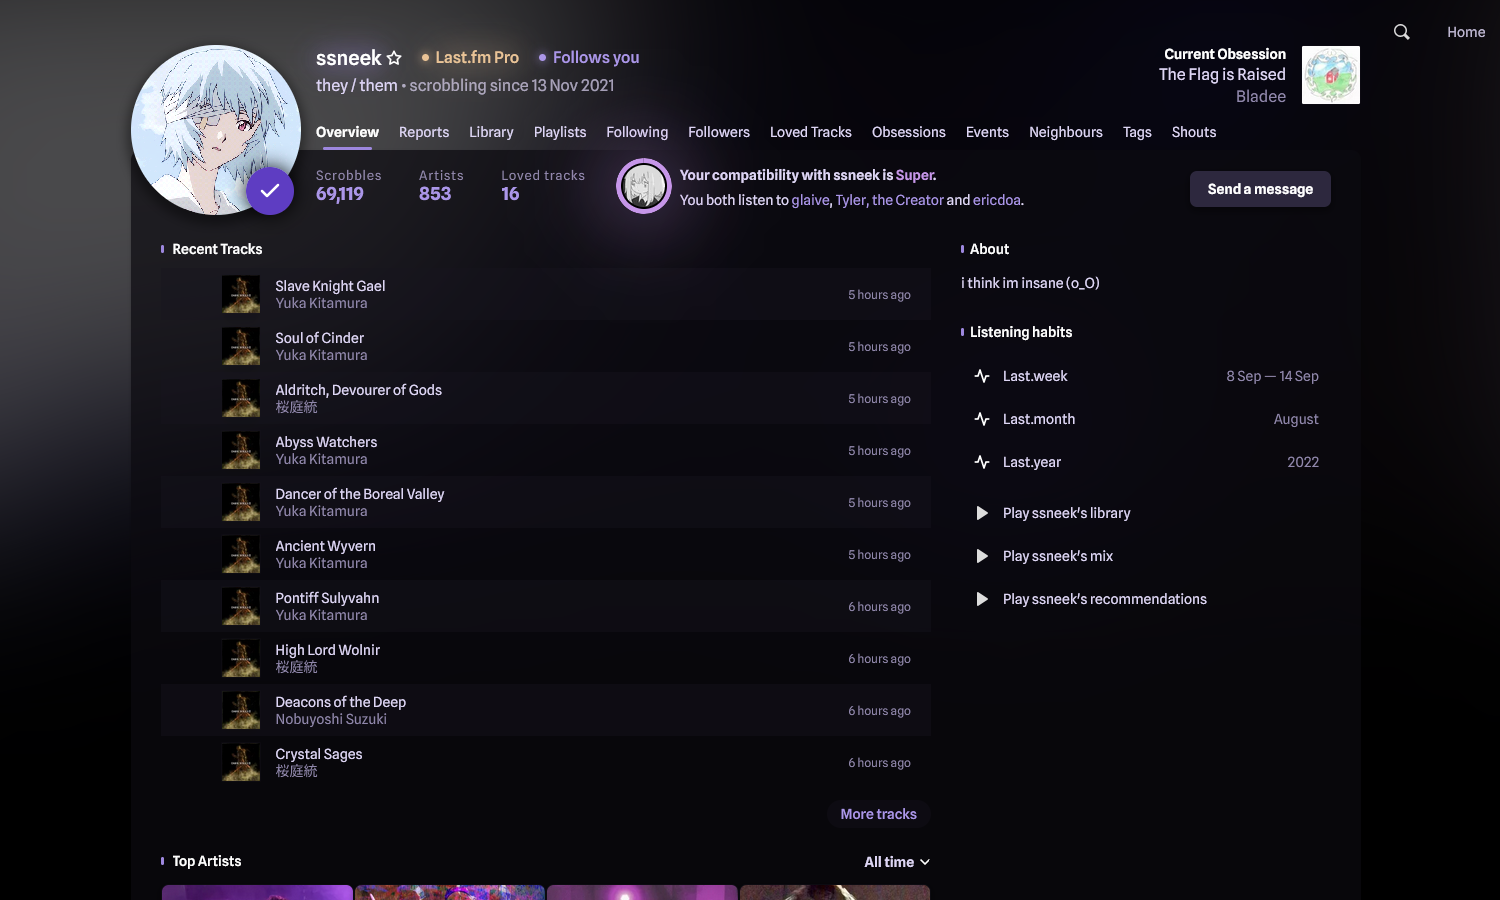 Home
ssneek
Last.fm Pro
Follows you
they / them • scrobbling since 13 Nov 2021
Current Obsession
The Flag is Raised
Bladee
Overview
Reports
Library
Playlists
Following
Followers
Loved Tracks
Obsessions
Events
Neighbours
Tags
Shouts
Scrobbles
69,119
Artists
853
Loved tracks
16
Your compatibility with ssneek is Super.
You both listen to glaive, Tyler, the Creator and ericdoa.
Send a message
Recent Tracks
Slave Knight Gael
Yuka Kitamura
5 hours ago
Soul of Cinder
Yuka Kitamura
5 hours ago
Aldritch, Devourer of Gods
桜庭統
5 hours ago
Abyss Watchers
Yuka Kitamura
5 hours ago
Dancer of the Boreal Valley
Yuka Kitamura
5 hours ago
Ancient Wyvern
Yuka Kitamura
5 hours ago
Pontiff Sulyvahn
Yuka Kitamura
6 hours ago
High Lord Wolnir
桜庭統
6 hours ago
Deacons of the Deep
Nobuyoshi Suzuki
6 hours ago
Crystal Sages
桜庭統
6 hours ago
More tracks
Top Artists
All time
About
i think im insane (o_O)
Listening habits
Last.week
8 Sep — 14 Sep
Last.month
August
Last.year
2022
Play ssneek's library
Play ssneek's mix
Play ssneek's recommendations